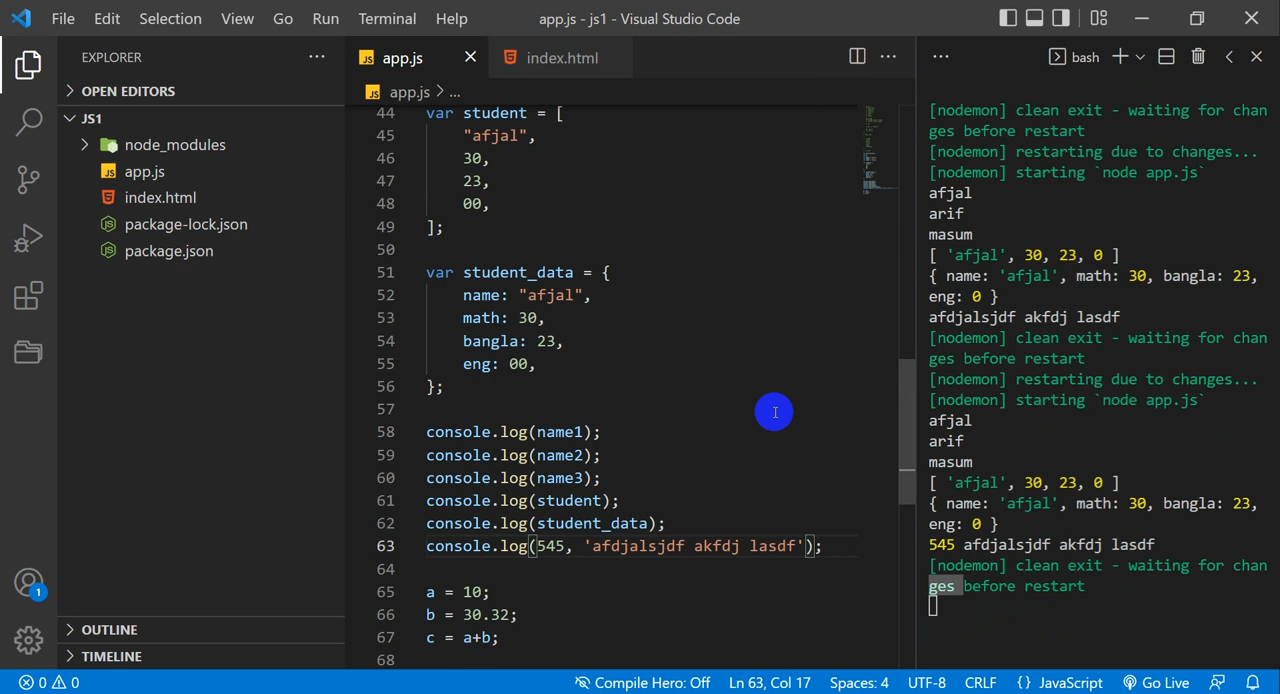 File Edit Selection View Go Run Terminal Help app.js - js1 - Visual Studio Code
EXPLORER
OPEN EDITORS
JS1
node_modules
JS app.js
index.html
package-lock.json
package.json
OUTLINE
TIMELINE
1
JS app.js
index.html
JS app.js > ...
44 var student = [
45 "afjal",
46 30,
47 23,
48 00,
49 ];
50
51 var student_data = {
52 name: "afjal",
53 math: 30,
54 bangla: 23,
55 eng: 00,
56 };
57
58 console.log(name1);
59 console.log(name2);
60 console.log(name3);
61 console.log(student);
62 console.log(student_data);
63 console.log(545, 'afdjalsjdf akfdj lasdf');
64
65 a = 10;
66 b = 30.32;
67 c = a+b;
68
bash
[nodemon] clean exit - waiting for chan
ges before restart
[nodemon] restarting due to changes...
[nodemon] starting `node app.js`
afjal
arif
masum
[ 'afjal', 30, 23, 0 ]
{ name: 'afjal', math: 30, bangla: 23,
eng: 0 }
afdjalsjdf akfdj lasdf
[nodemon] clean exit - waiting for chan
ges before restart
[nodemon] restarting due to changes...
[nodemon] starting `node app.js`
afjal
arif
masum
[ 'afjal', 30, 23, 0 ]
{ name: 'afjal', math: 30, bangla: 23,
eng: 0 }
545 afdjalsjdf akfdj lasdf
[nodemon] clean exit - waiting for chan
ges before restart
0 0 Compile Hero: Off Ln 63, Col 17 Spaces: 4 UTF-8 CRLF {} JavaScript Go Live